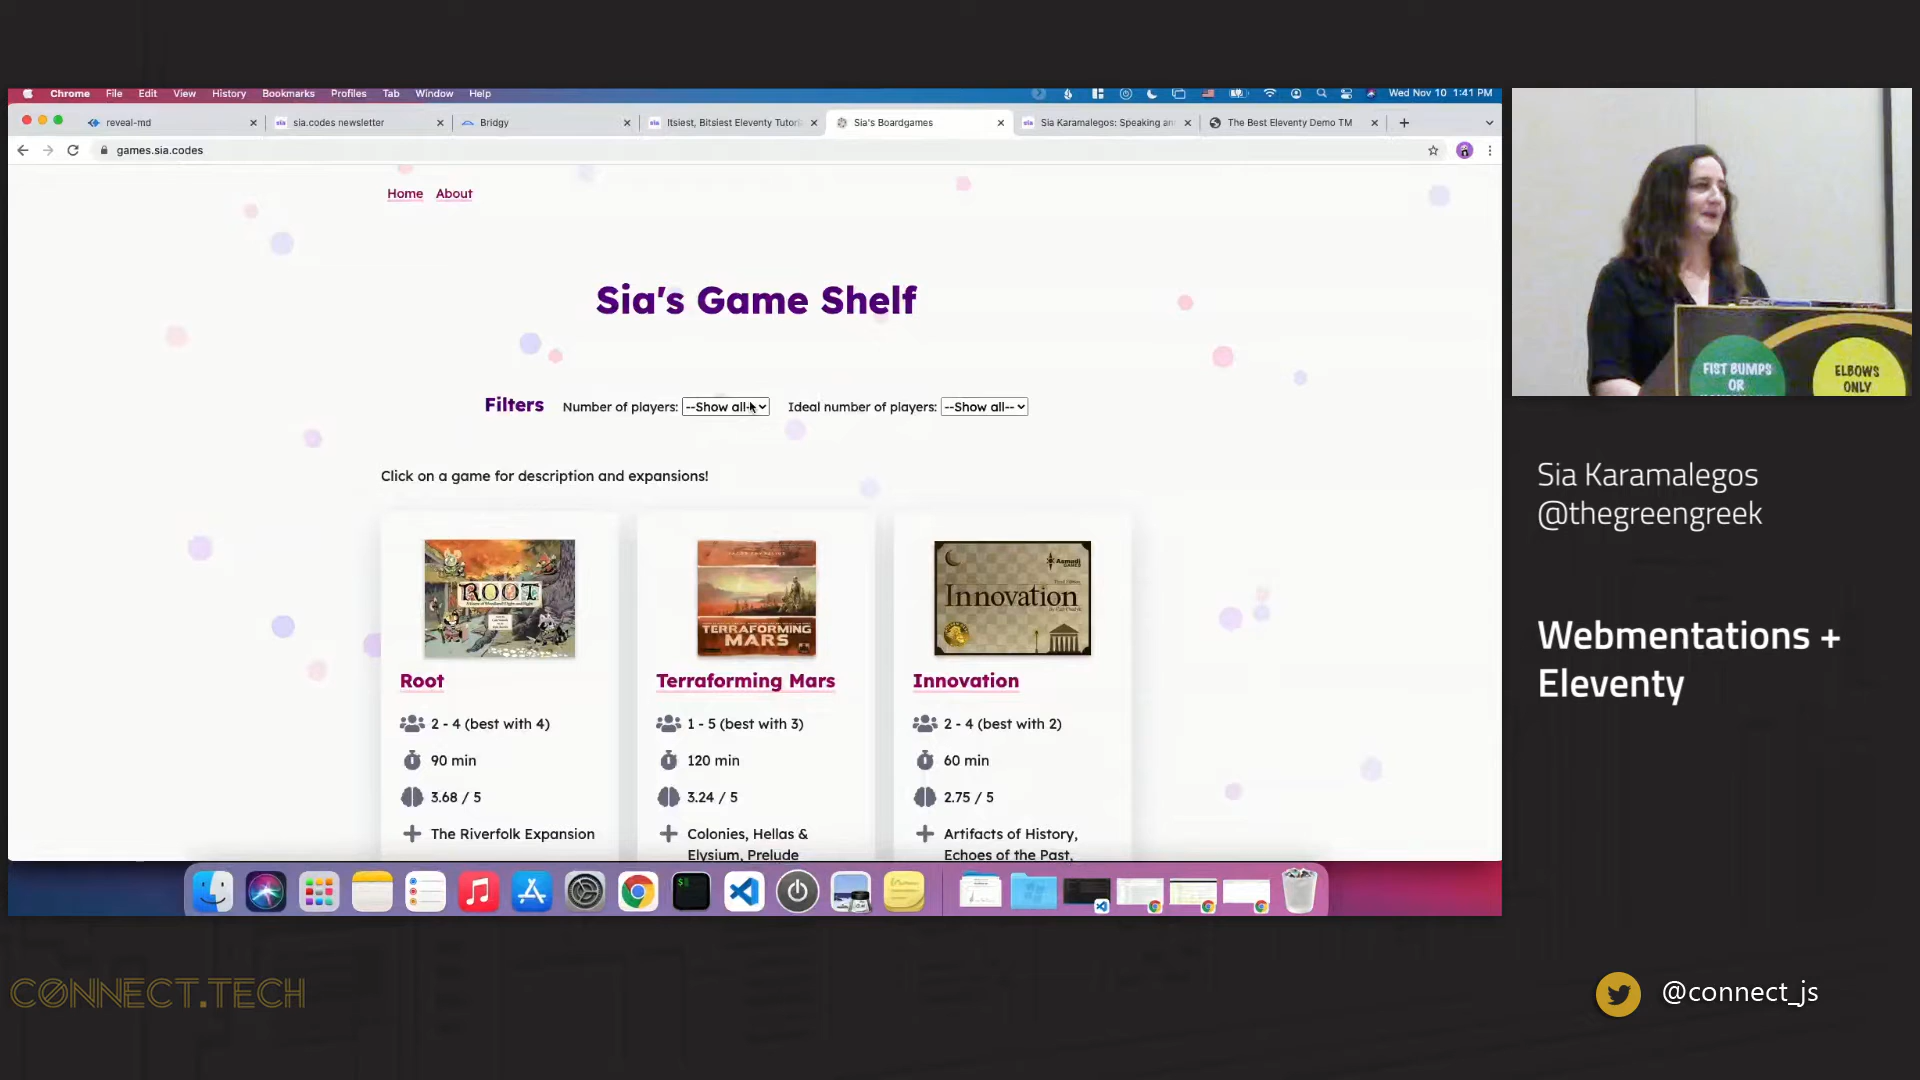 Chrome File Edit View History Bookmarks Profiles Tab Window Help Wed Nov 10 1:41 PM
reveal-md sia.codes newsletter Bridgy Itsiest, Bitsiest Eleventy Tutori Sia's Boardgames Sia Karamalegos: Speaking an The Best Eleventy Demo TM
games.sia.codes
Home About
Sia's Game Shelf
Filters Number of players: --Show all-- Ideal number of players: --Show all--
Click on a game for description and expansions!
ROOT
TERRAFORMING
MARS
Asmadi
GAMES
Innovation
Root
2 - 4 (best with 4)
90 min
3.68 / 5
The Riverfolk Expansion
Terraforming Mars
1 - 5 (best with 3)
120 min
3.24 / 5
Colonies, Hellas &
Elysium, Prelude
Innovation
2 - 4 (best with 2)
60 min
2.75 / 5
Artifacts of History,
Echoes of the Past,
FIST BUMPS
OR
ELBOWS
ONLY
Sia Karamalegos
@thegreengreek
Webmentations +
Eleventy
CONNECT.TECH
@connect_js